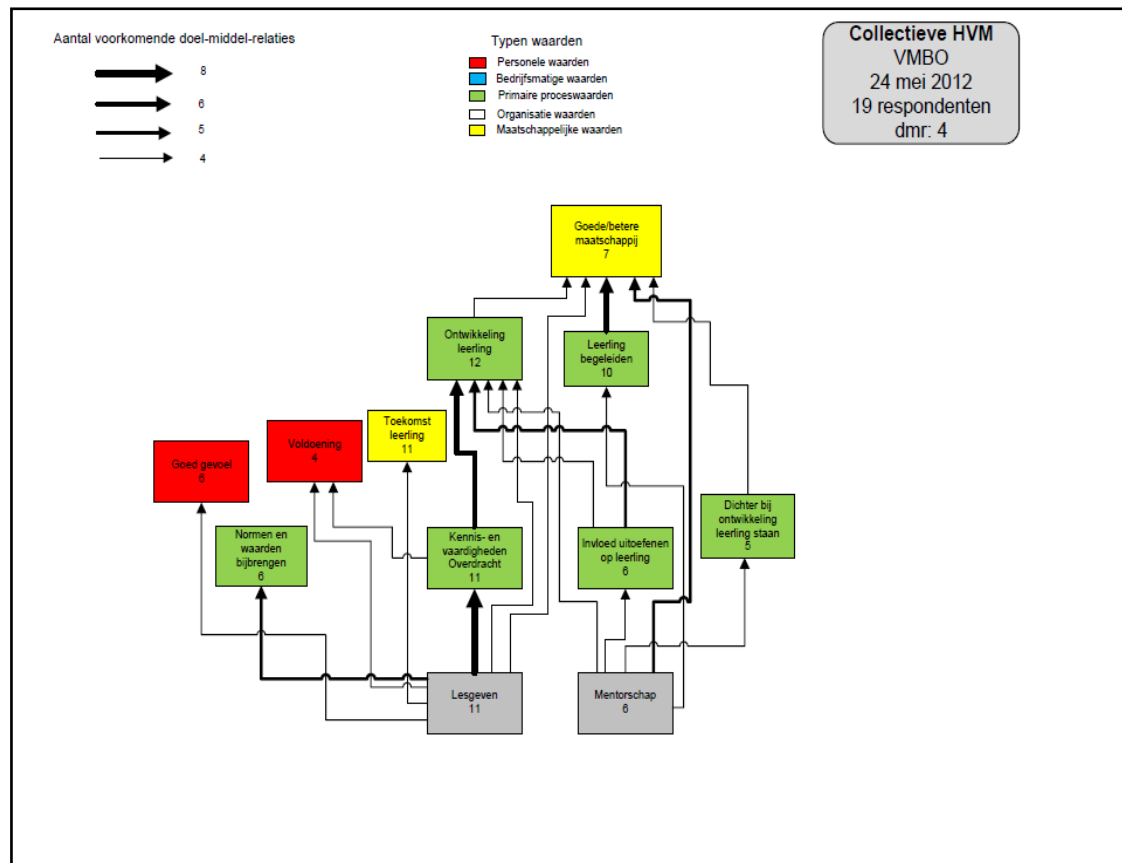 Aantal voorkomende doel-middel-relaties
8
6
5
4
Typen waarden
Personele waarden
Bedrijfsmatige waarden
Primaire proceswaarden
Organisatie waarden
Maatschappelijke waarden
Collectieve HVM
VMBO
24 mei 2012
19 respondenten
dmr: 4
Goede/betere
maatschappij
7
Ontwikkeling
leerling
12
Leerling
begeleiden
10
Toekomst
leerling
11
Voldoening
4
Goed gevoel
6
Normen en
waarden
bijbrengen
6
Kennis- en
vaardigheden
Overdracht
11
Invloed uitoefenen
op leerling
6
Dichter bij
ontwikkeling
leerling staan
5
Lesgeven
11
Mentorschap
6